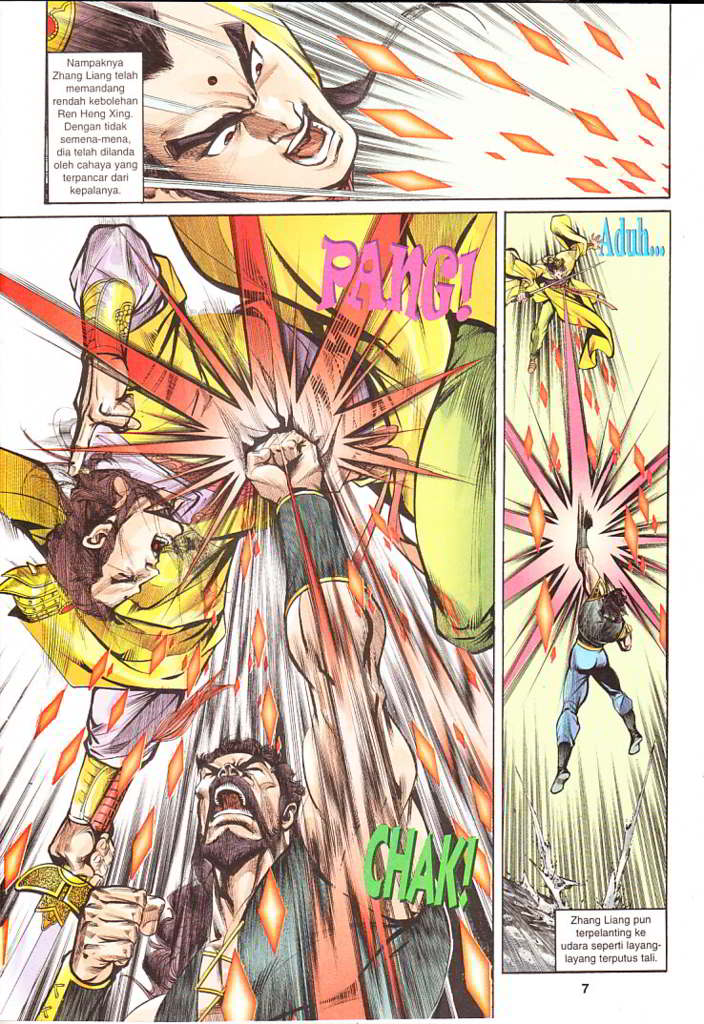 Nampaknya
Zhang Liang telah
memandang
rendah kebolehan
Ren Heng Xing.
Dengan tidak
semena-mena,
dia telah dilanda
oleh cahaya yang
terpancar dari
kepalanya.
PANG!
CHAK!
Aduh...
Zhang Liang pun
terpelanting ke
udara seperti layang-
layang terputus tali.
7